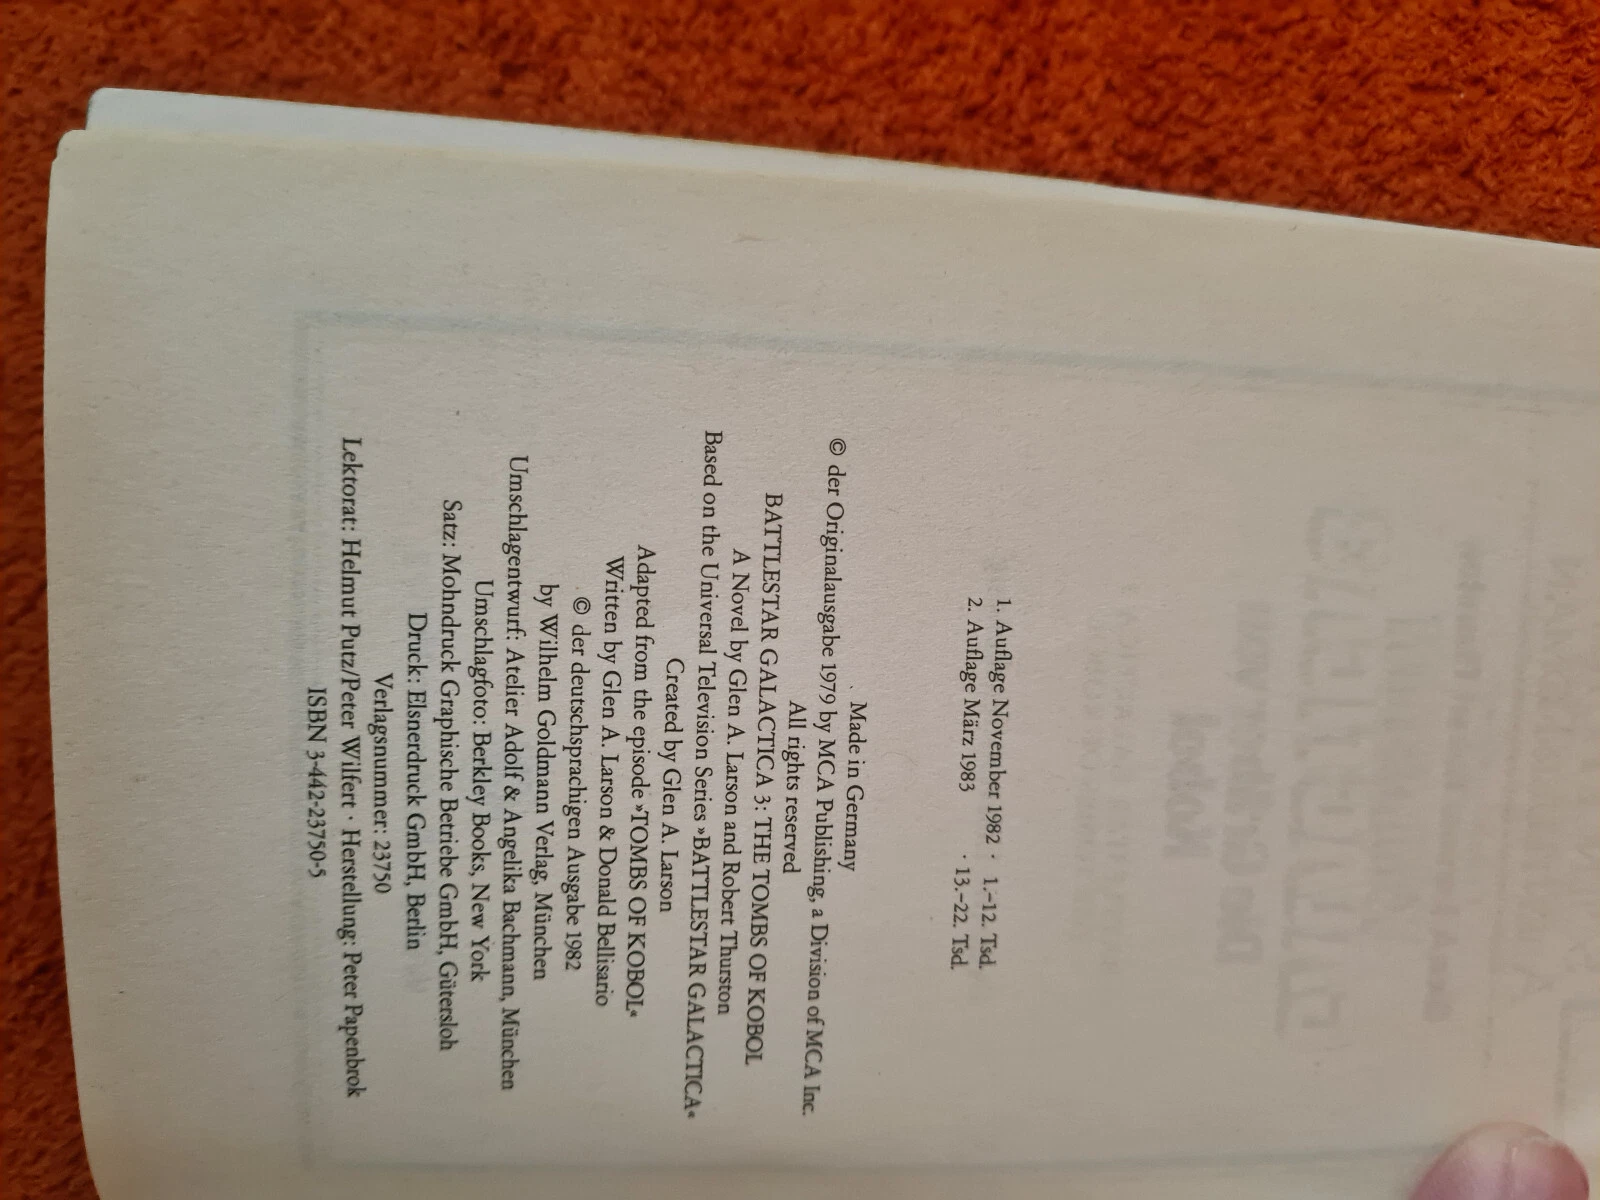 1. Auflage November 1982 · 1.–12. Tsd.
2. Auflage März 1983 · 13.–22. Tsd.
Made in Germany
© der Originalausgabe 1979 by MCA Publishing, a Division of MCA Inc.
All rights reserved
BATTLESTAR GALACTICA 3: THE TOMBS OF KOBOL
A Novel by Glen A. Larson and Robert Thurston
Based on the Universal Television Series »BATTLESTAR GALACTICA«
Created by Glen A. Larson
Adapted from the episode »TOMBS OF KOBOL«
Written by Glen A. Larson & Donald Bellisario
© der deutschsprachigen Ausgabe 1982
by Wilhelm Goldmann Verlag, München
Umschlagentwurf: Atelier Adolf & Angelika Bachmann, München
Umschlagfoto: Berkley Books, New York
Satz: Mohndruck Graphische Betriebe GmbH, Gütersloh
Druck: Elsnerdruck GmbH, Berlin
Verlagsnummer: 23750
Lektorat: Helmut Putz/Peter Wilfert · Herstellung: Peter Papenbrok
ISBN 3-442-23750-5